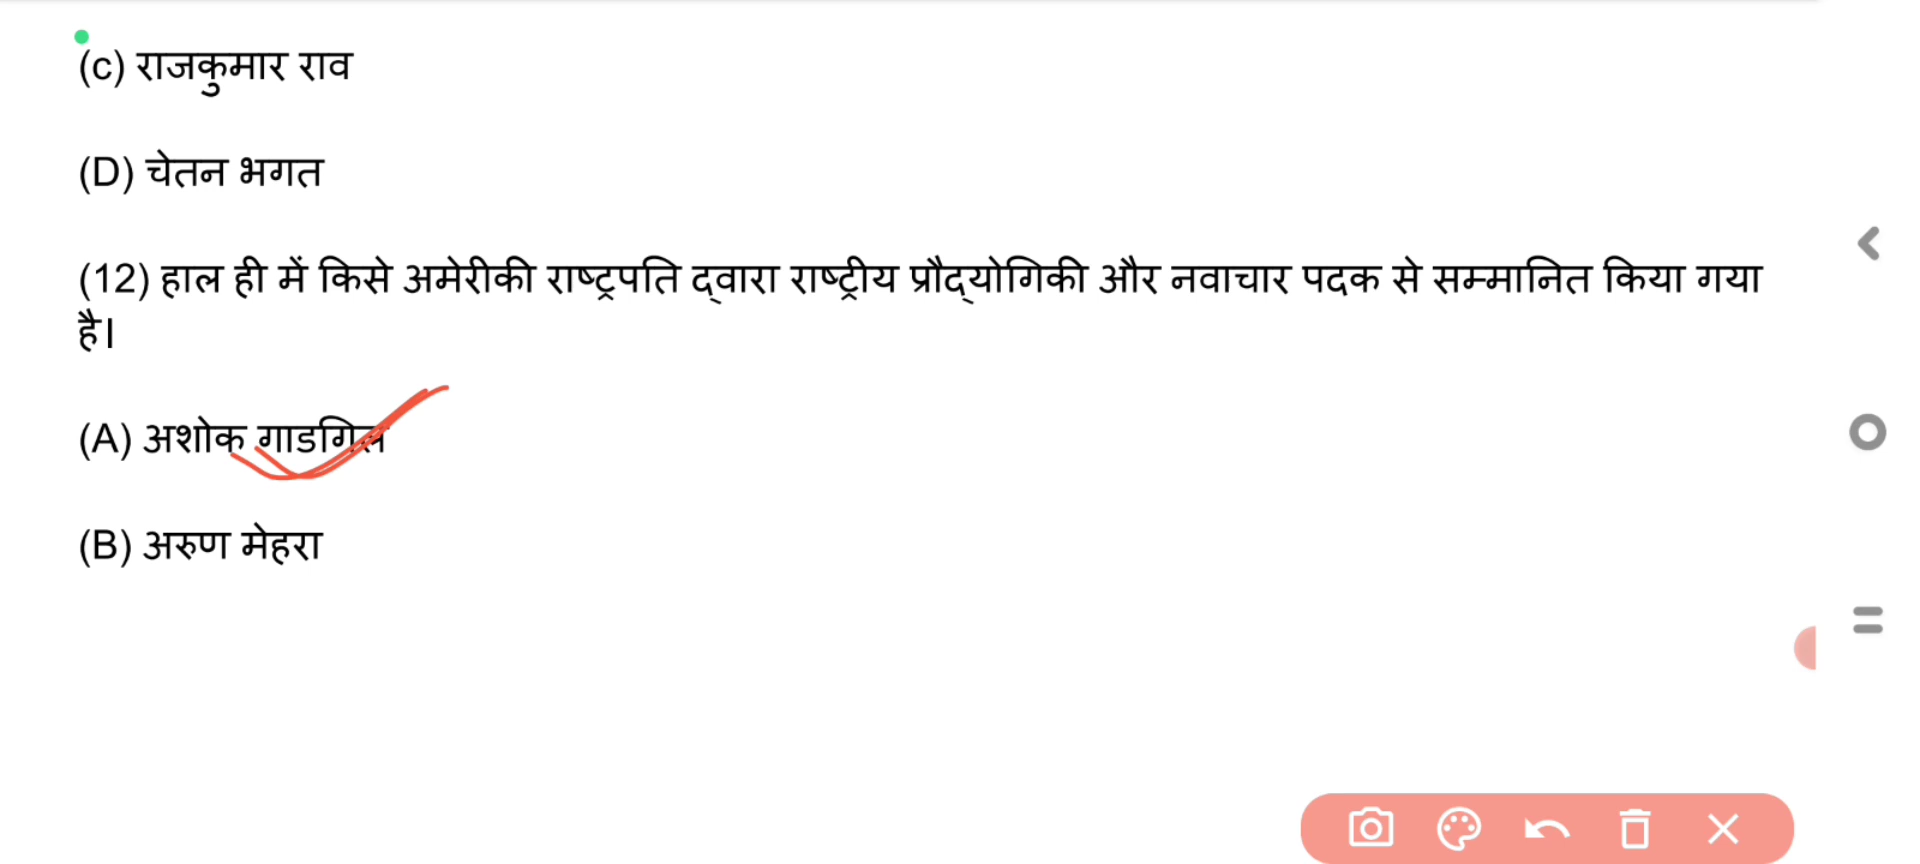 (c) राजकुमार राव
(D) चेतन भगत
(12) हाल ही में किसे अमेरीकी राष्ट्रपति द्वारा राष्ट्रीय प्रौद्योगिकी और नवाचार पदक से सम्मानित किया गया
है।
(A) अशोक गाडगिल
(B) अरुण मेहरा